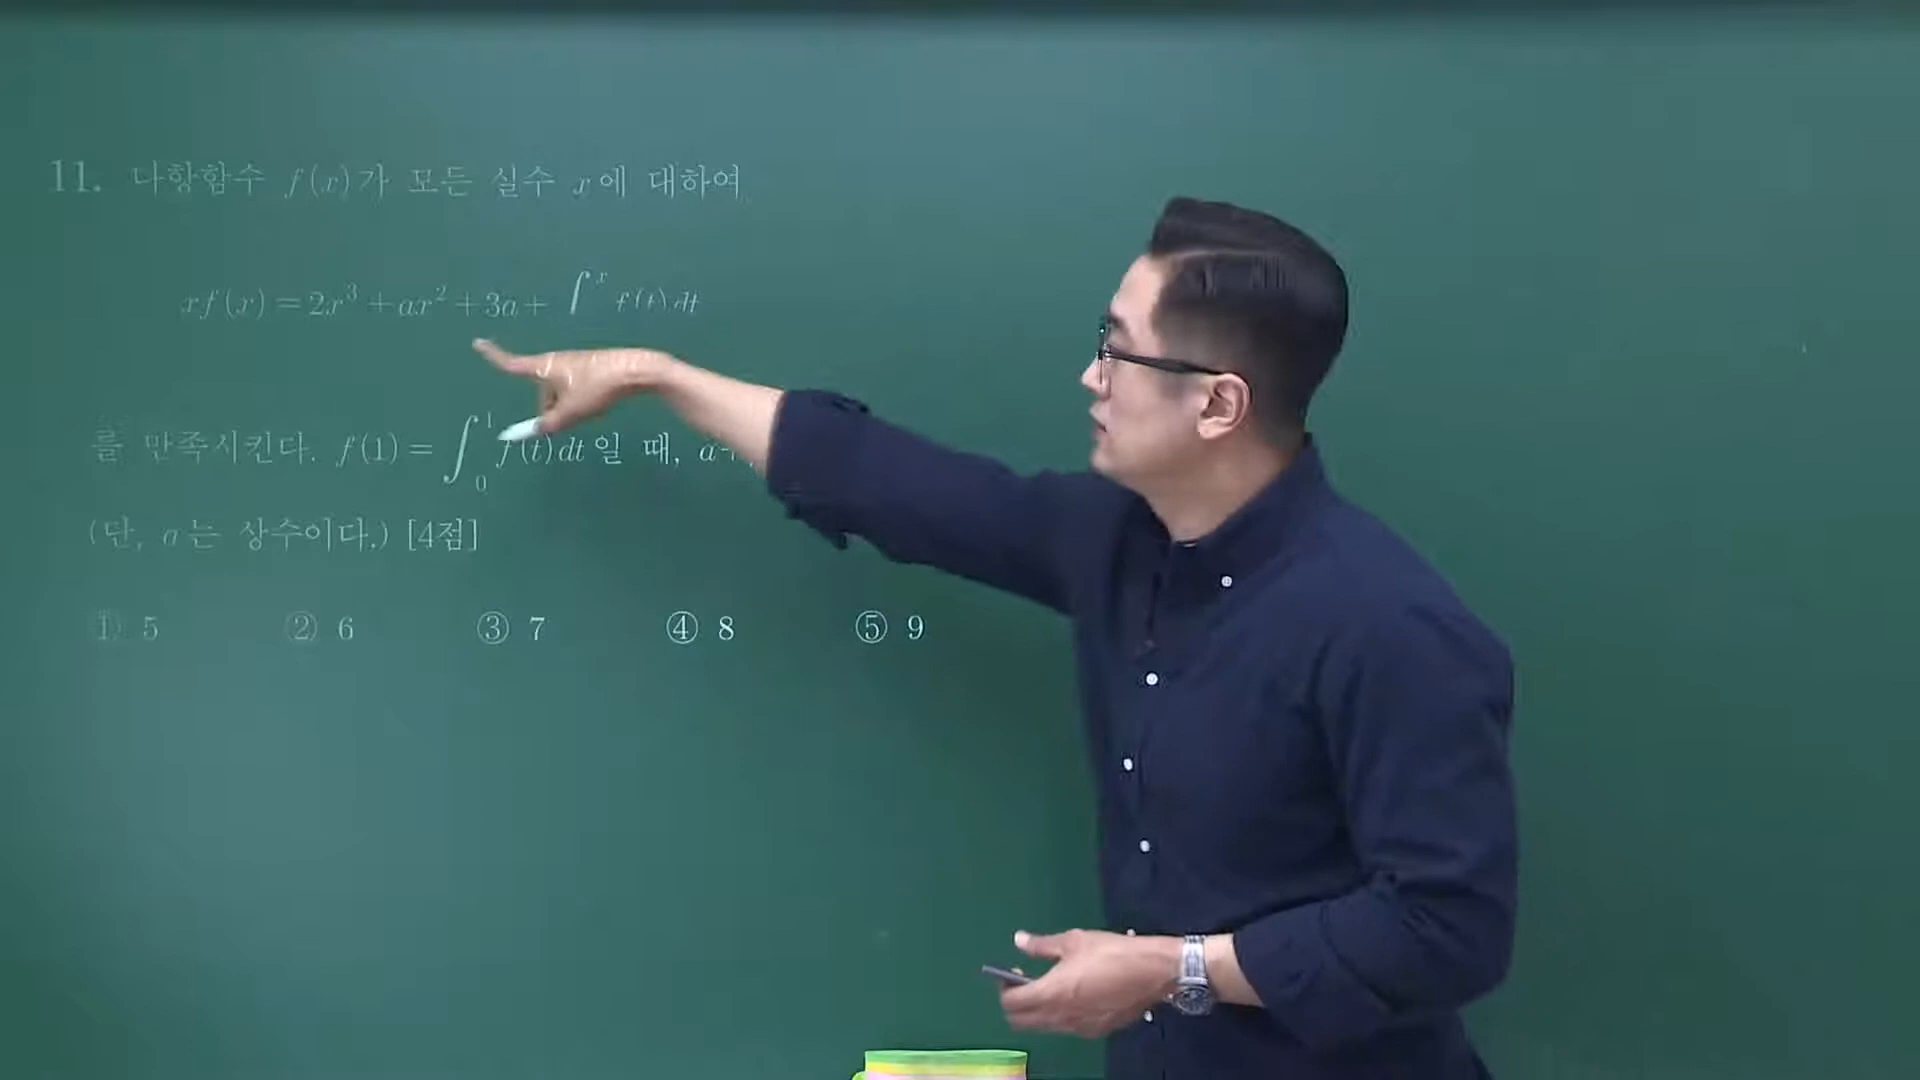 11. 다항함수 f(x)가 모든 실수 x에 대하여
xf(x) = 2x³ + ax² + 3a + ∫ˣ f(t) dt
를 만족시킨다. f(1) = ∫₀¹ f(t) dt 일 때, a
(단, a는 상수이다.) [4점]
① 5 ② 6 ③ 7 ④ 8 ⑤ 9